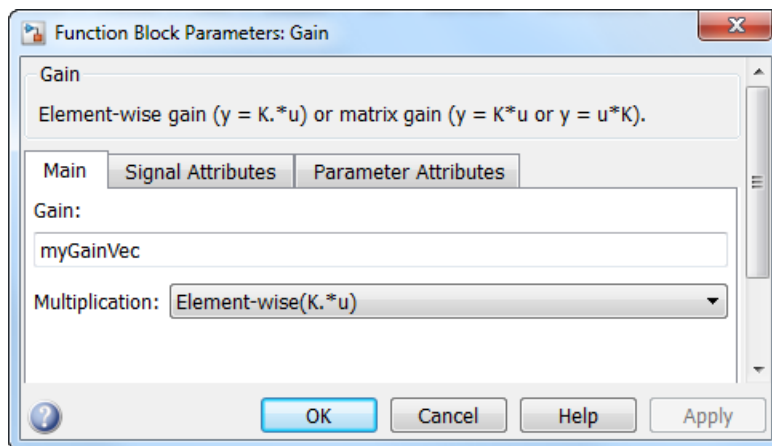 Function Block Parameters: Gain
Gain
Element-wise gain (y = K.*u) or matrix gain (y = K*u or y = u*K).
Main Signal Attributes Parameter Attributes
Gain:
myGainVec
Multiplication: Element-wise(K.*u)
? OK Cancel Help Apply